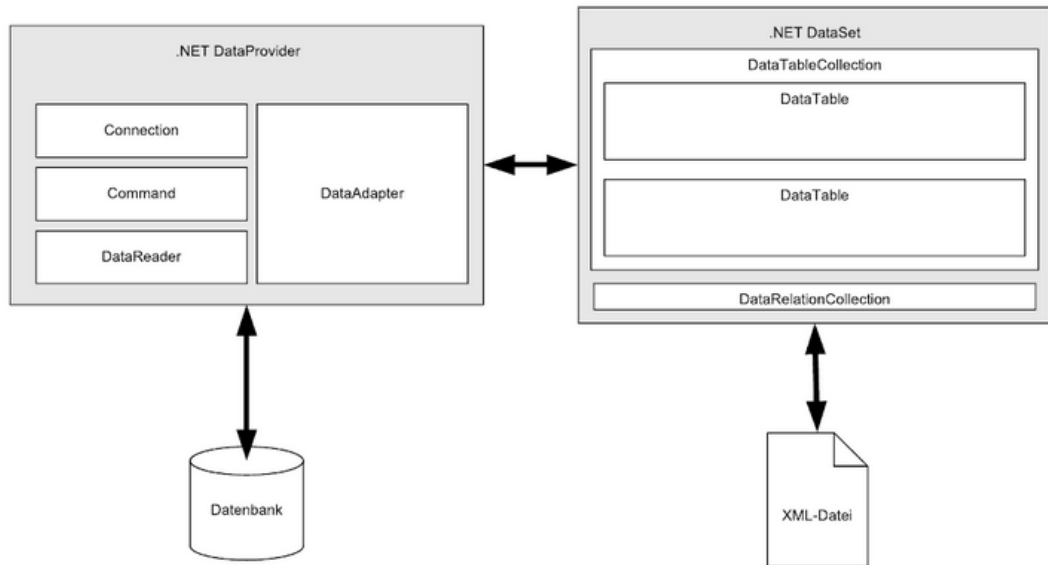 .NET DataProvider
Connection
Command
DataReader
DataAdapter
Datenbank
.NET DataSet
DataTableCollection
DataTable
DataTable
DataRelationCollection
XML-Datei